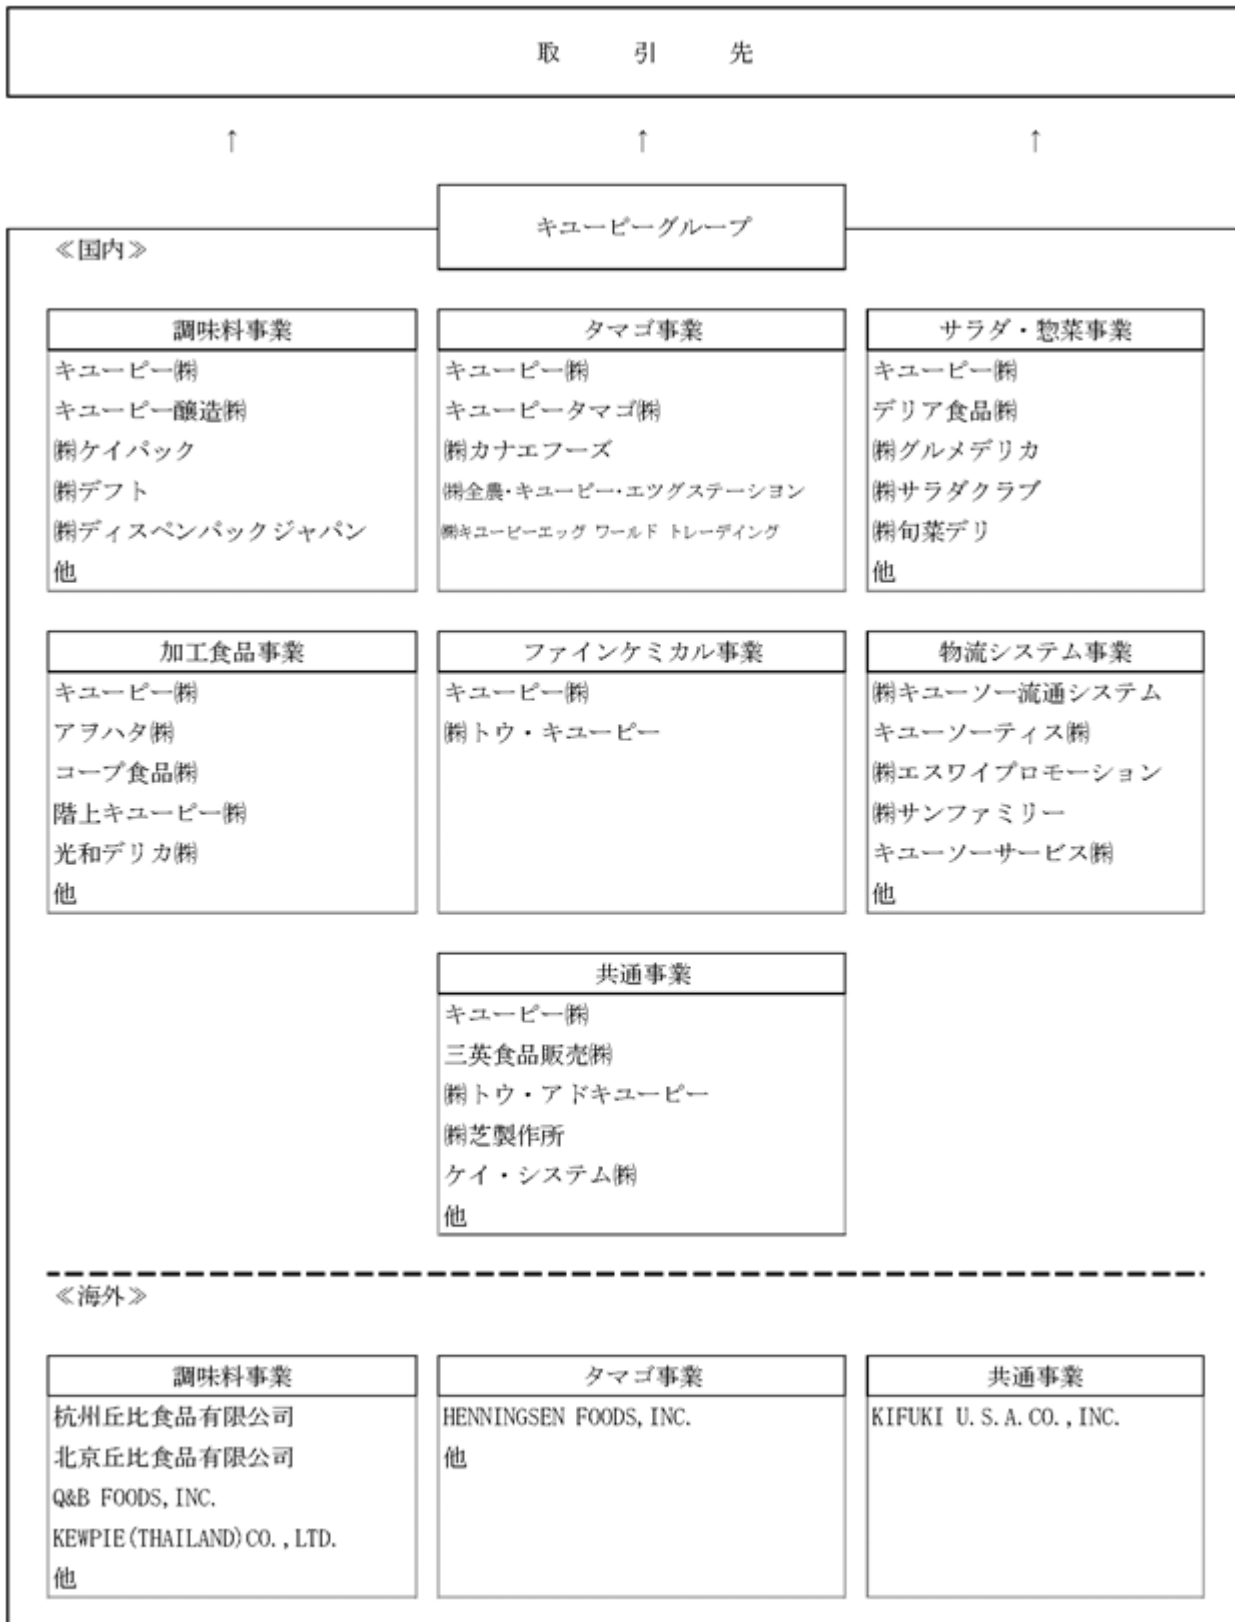 取引先
↑ ↑ ↑
キユーピーグループ
≪国内≫
調味料事業
キユーピー㈱
キユーピー醸造㈱
㈱ケイパック
㈱デフト
㈱ディスペンパックジャパン
他
タマゴ事業
キユーピー㈱
キユーピータマゴ㈱
㈱カナエフーズ
㈱全農・キユーピー・エツグステーション
㈱キユーピーエッグ ワールド トレーディング
サラダ・惣菜事業
キユーピー㈱
デリア食品㈱
㈱グルメデリカ
㈱サラダクラブ
㈱旬菜デリ
他
加工食品事業
キユーピー㈱
アヲハタ㈱
コープ食品㈱
階上キユーピー㈱
光和デリカ㈱
他
ファインケミカル事業
キユーピー㈱
㈱トウ・キユーピー
物流システム事業
㈱キユーソー流通システム
キユーソーティス㈱
㈱エスワイプロモーション
㈱サンファミリー
キユーソーサービス㈱
他
共通事業
キユーピー㈱
三英食品販売㈱
㈱トウ・アドキユーピー
㈱芝製作所
ケイ・システム㈱
他
≪海外≫
調味料事業
杭州丘比食品有限公司
北京丘比食品有限公司
Q&B FOODS,INC.
KEWPIE(THAILAND)CO.,LTD.
他
タマゴ事業
HENNINGSEN FOODS,INC.
他
共通事業
KIFUKI U.S.A.CO.,INC.